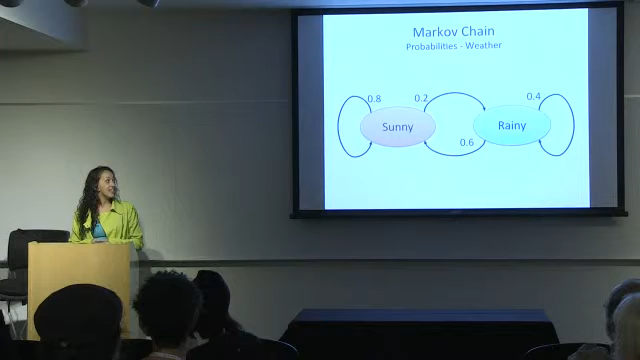 Markov Chain
Probabilities - Weather
0.8
0.2
0.4
Sunny
Rainy
0.6